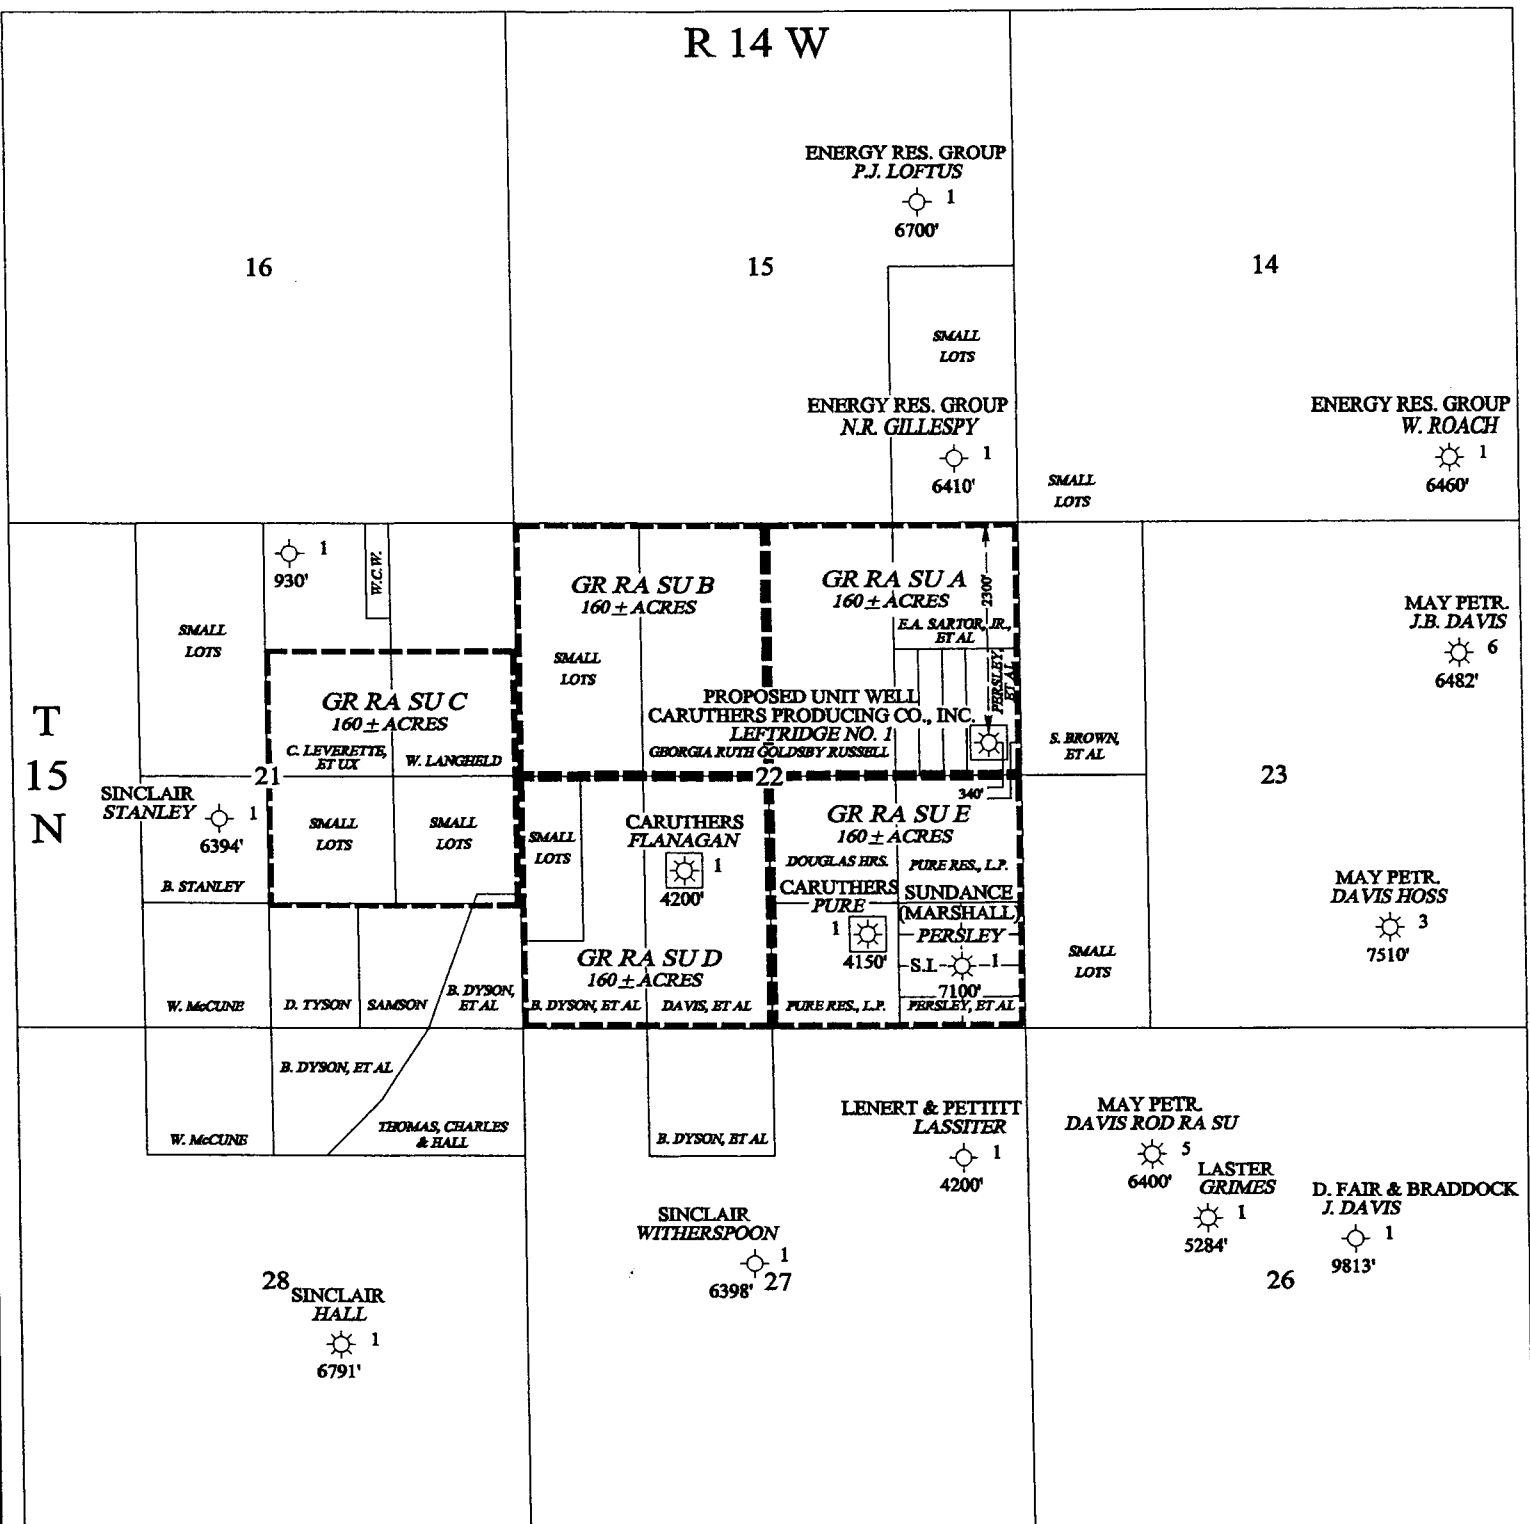 R 14 W
ENERGY RES. GROUP
P.J. LOFTUS
1
6700'
16
15
14
SMALL
LOTS
ENERGY RES. GROUP
N.R. GILLESPY
1
6410'
ENERGY RES. GROUP
W. ROACH
1
6460'
SMALL
LOTS
1
930'
W.C.W.
SMALL
LOTS
GR RA SU B
160 ± ACRES
SMALL
LOTS
GR RA SU A
160 ± ACRES
2300'
E.A. SARTOR, JR.,
ET AL
PERSLEY,
ET AL
MAY PETR.
J.B. DAVIS
6
6482'
T
15
N
GR RA SU C
160 ± ACRES
C. LEVERETTE,
ET UX
W. LANGHELD
PROPOSED UNIT WELL
CARUTHERS PRODUCING CO., INC.
LEFTRIDGE NO. 1
GEORGIA RUTH GOLDSBY RUSSELL
S. BROWN,
ET AL
21
22
23
340'
SINCLAIR
STANLEY
1
6394'
B. STANLEY
SMALL
LOTS
SMALL
LOTS
SMALL
LOTS
CARUTHERS
FLANAGAN
1
4200'
GR RA SU E
160 ± ACRES
DOUGLAS HRS.
PURE RES., L.P.
CARUTHERS
PURE
1
4150'
SUNDANCE
(MARSHALL)
PERSLEY
S.L
1
7100'
MAY PETR.
DAVIS HOSS
3
7510'
SMALL
LOTS
GR RA SU D
160 ± ACRES
W. McCUNE
D. TYSON
SAMSON
B. DYSON,
ET AL
B. DYSON, ET AL
DAVIS, ET AL
PURE RES., L.P.
PERSLEY, ET AL
B. DYSON, ET AL
W. McCUNE
THOMAS, CHARLES
& HALL
B. DYSON, ET AL
LENERT & PETTITT
LASSITER
1
4200'
MAY PETR.
DAVIS ROD RA SU
5
6400'
LASTER
GRIMES
1
5284'
D. FAIR & BRADDOCK
J. DAVIS
1
9813'
SINCLAIR
WITHERSPOON
1
6398'
27
26
28
SINCLAIR
HALL
1
6791'